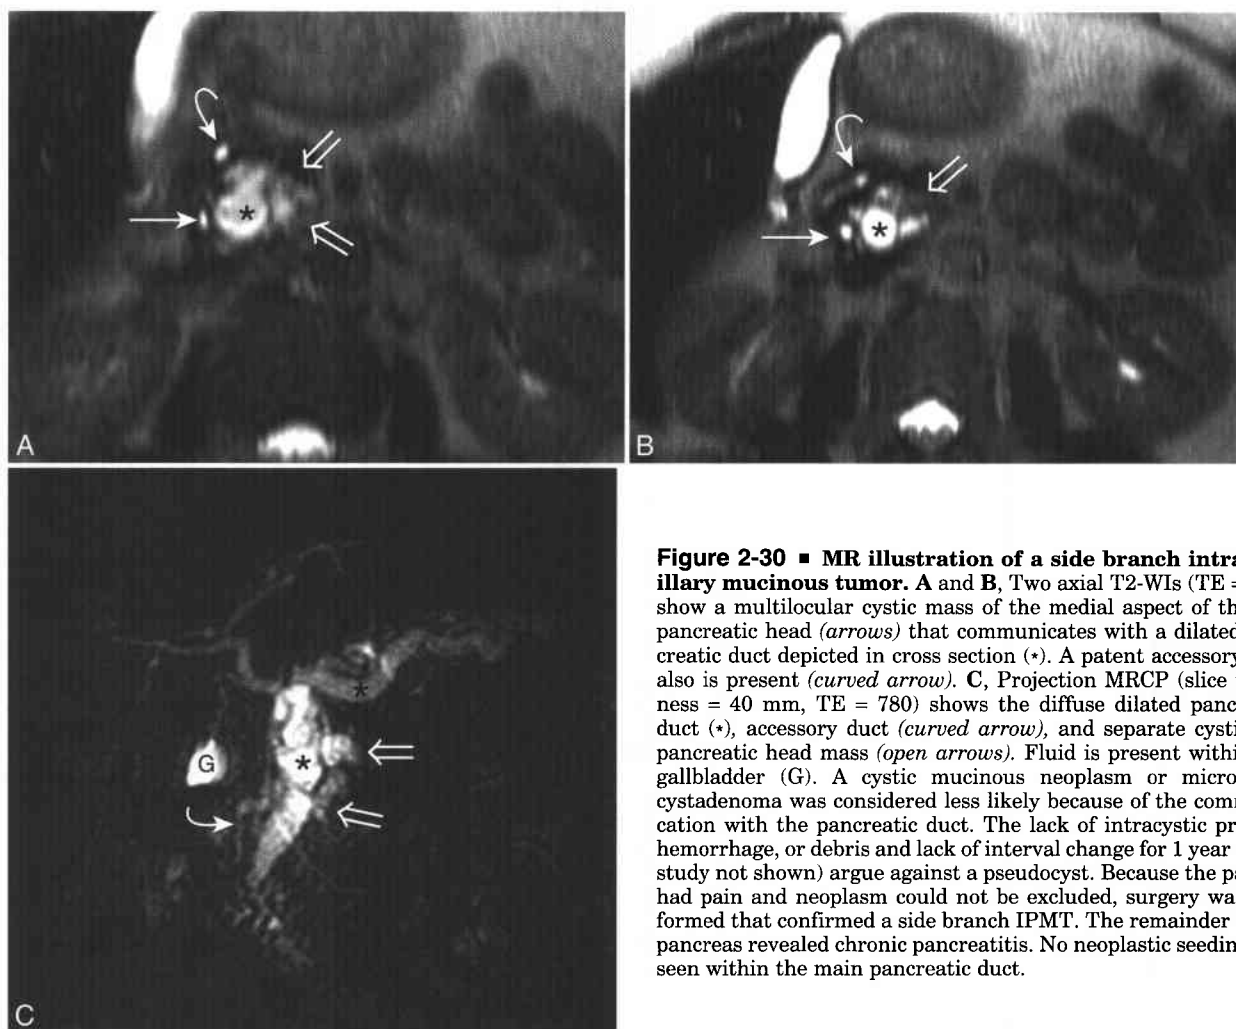 A
B
G
C
Figure 2-30 ■ MR illustration of a side branch intra
illary mucinous tumor. A and B, Two axial T2-WIs (TE =
show a multilocular cystic mass of the medial aspect of th
pancreatic head (arrows) that communicates with a dilated
creatic duct depicted in cross section (*). A patent accessory
also is present (curved arrow). C, Projection MRCP (slice
ness = 40 mm, TE = 780) shows the diffuse dilated panc
duct (*), accessory duct (curved arrow), and separate cysti
pancreatic head mass (open arrows). Fluid is present within
gallbladder (G). A cystic mucinous neoplasm or micro
cystadenoma was considered less likely because of the com
cation with the pancreatic duct. The lack of intracystic pr
hemorrhage, or debris and lack of interval change for 1 year
study not shown) argue against a pseudocyst. Because the pa
had pain and neoplasm could not be excluded, surgery wa
formed that confirmed a side branch IPMT. The remainder
pancreas revealed chronic pancreatitis. No neoplastic seedin
seen within the main pancreatic duct.